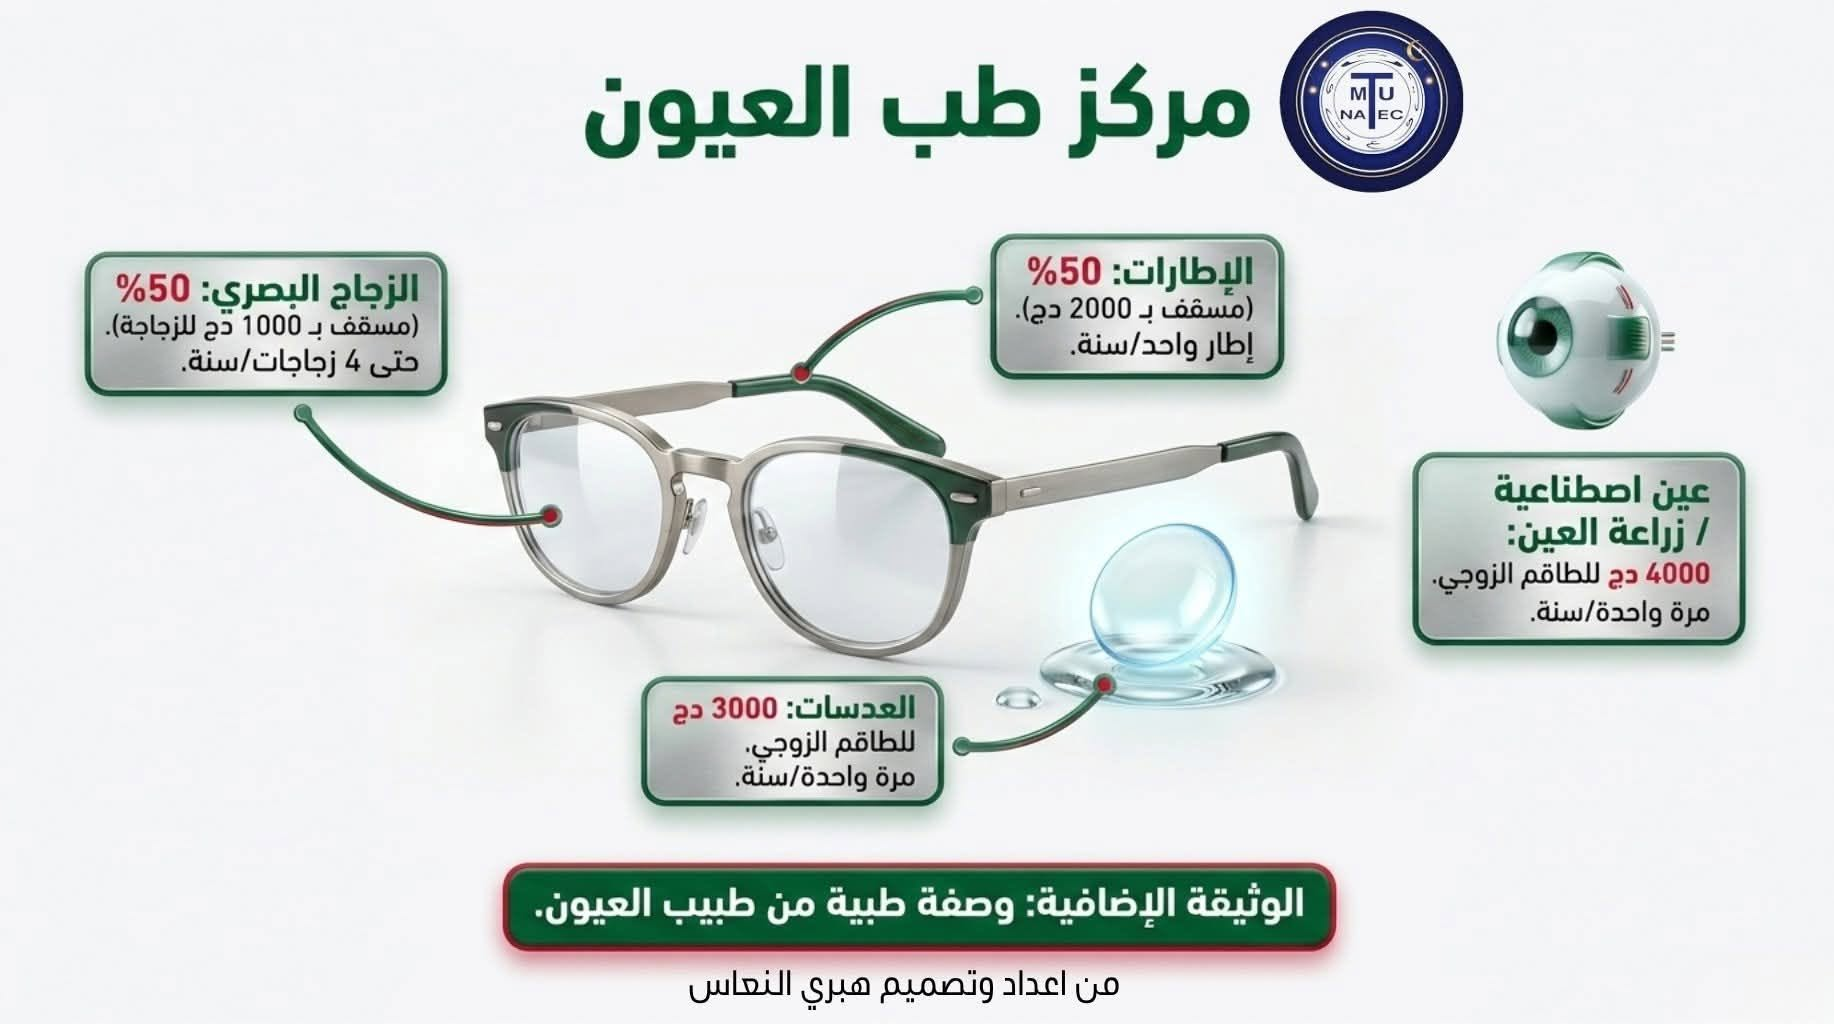 مركز طب العيون
MTU
NATEC
الإطارات: 50%
(مسقف بـ 2000 دج).
إطار واحد/سنة.
الزجاج البصري: 50%
(مسقف بـ 1000 دج للزجاجة).
حتى 4 زجاجات/سنة.
عين اصطناعية
/ زراعة العين:
4000 دج للطاقم الزوجي.
مرة واحدة/سنة.
العدسات: 3000 دج
للطاقم الزوجي.
مرة واحدة/سنة.
الوثيقة الإضافية: وصفة طبية من طبيب العيون.
من اعداد وتصميم هبري النعاس